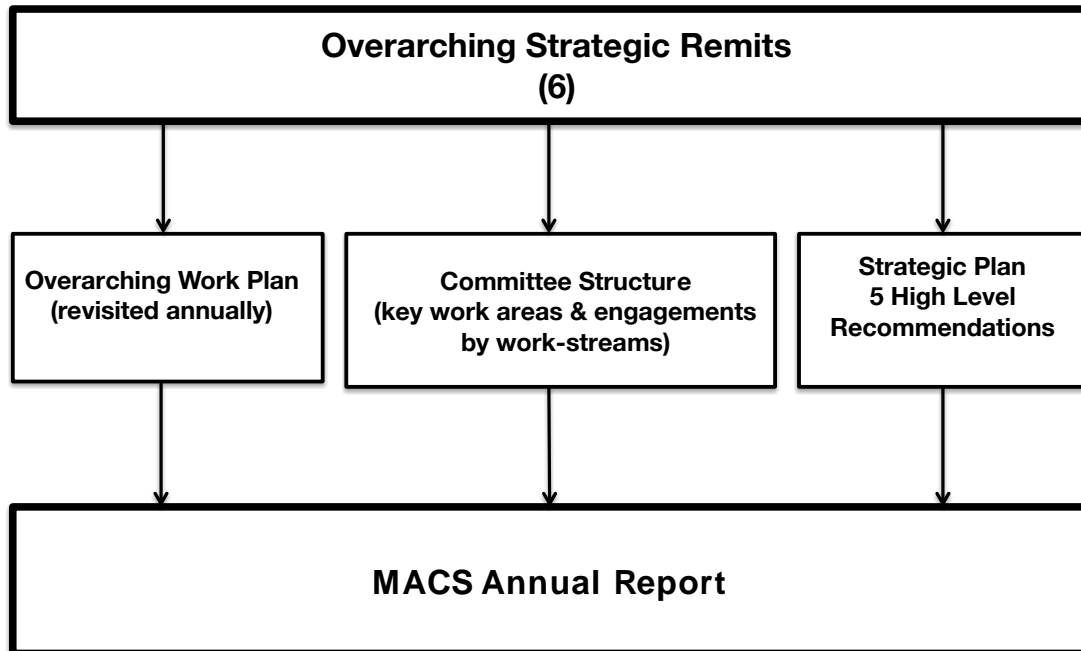 Overarching Strategic Remits
(6)
Overarching Work Plan
(revisited annually)
Committee Structure
(key work areas & engagements
by work-streams)
Strategic Plan
5 High Level
Recommendations
MACS Annual Report